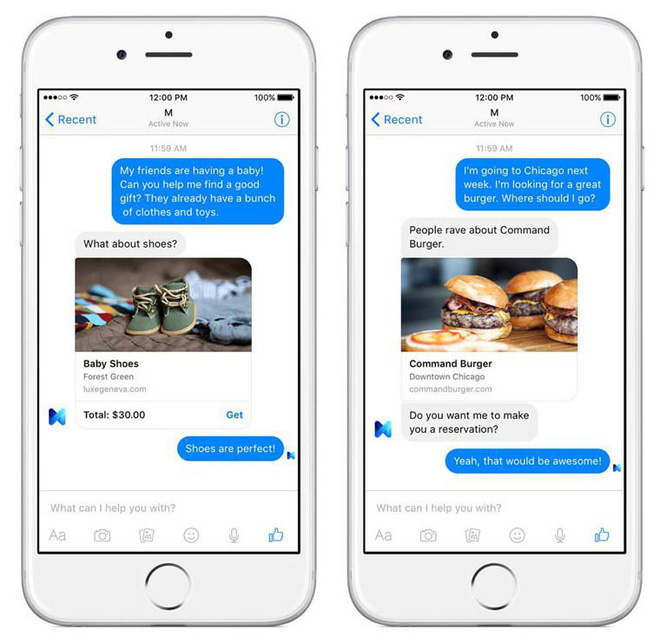 12:00 PM
100%
Recent
M
Active Now
11:59 AM
My friends are having a baby!
Can you help me find a good
gift? They already have a bunch
of clothes and toys.
What about shoes?
Baby Shoes
Forest Green
luxegeneva.com
Total: $30.00
Get
Shoes are perfect!
What can I help you with?
Aa
12:00 PM
100%
Recent
M
Active Now
11:59 AM
I'm going to Chicago next
week. I'm looking for a great
burger. Where should I go?
People rave about Command
Burger.
Command Burger
Downtown Chicago
commandburger.com
Do you want me to make
you a reservation?
Yeah, that would be awesome!
What can I help you with?
Aa